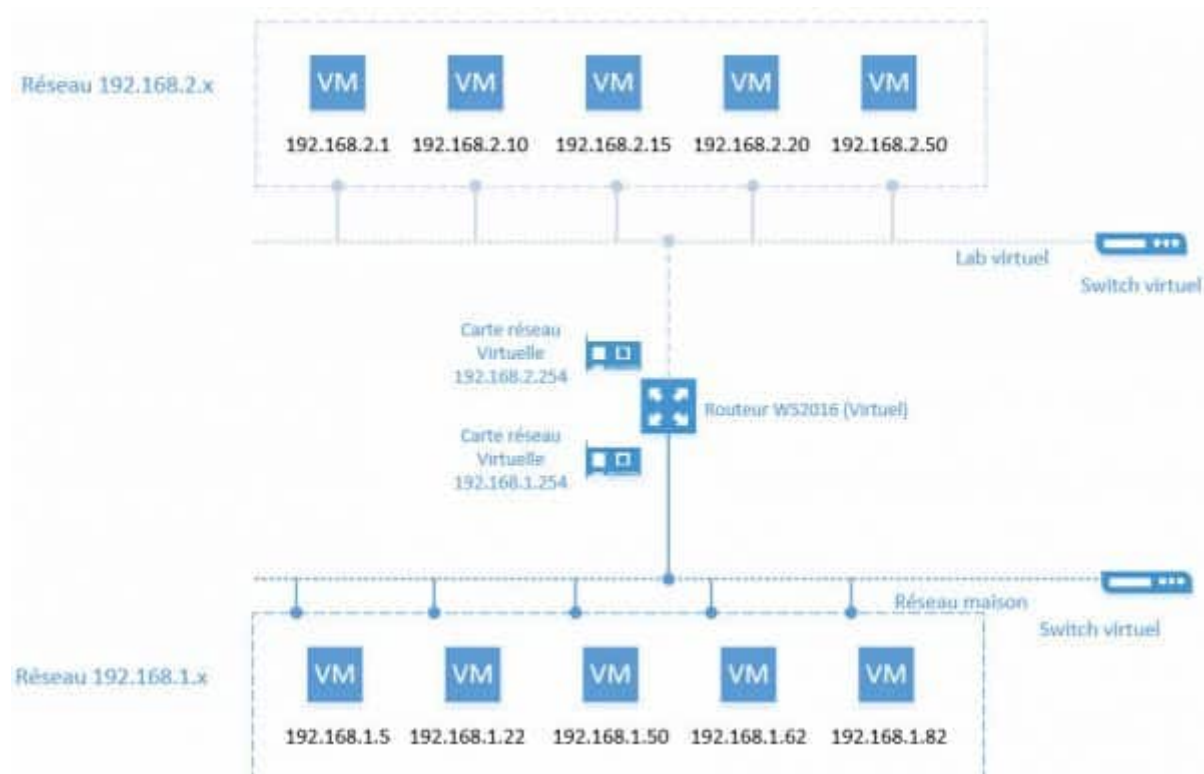 VM VM VM VM VM
Réseau 192.168.2.x
192.168.2.1 192.168.2.10 192.168.2.15 192.168.2.20 192.168.2.50
Lab virtuel
Switch virtuel
Carte réseau
Virtuelle
192.168.2.254
Routeur WS2016 (Virtuel)
Carte réseau
Virtuelle
192.168.1.254
Réseau maison
Switch virtuel
VM VM VM VM VM
Réseau 192.168.1.x
192.168.1.5 192.168.1.22 192.168.1.50 192.168.1.62 192.168.1.82